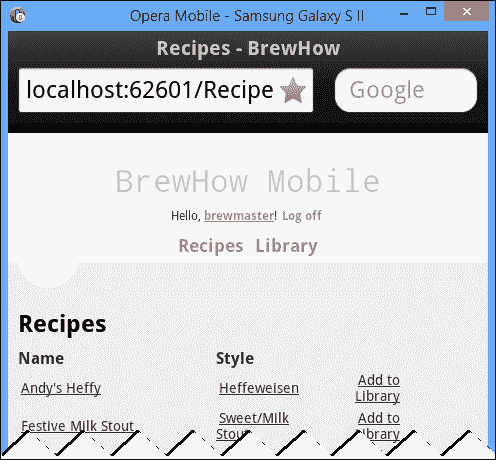 Opera Mobile - Samsung Galaxy S II
Recipes - BrewHow
localhost:62601/Recipe Google
BrewHow Mobile
Hello, brewmaster! Log off
Recipes Library
Recipes
Name Style
Andy's Heffy Heffeweisen Add to
Library
Festive Milk Stout Sweet/Milk Add to
Stout Library